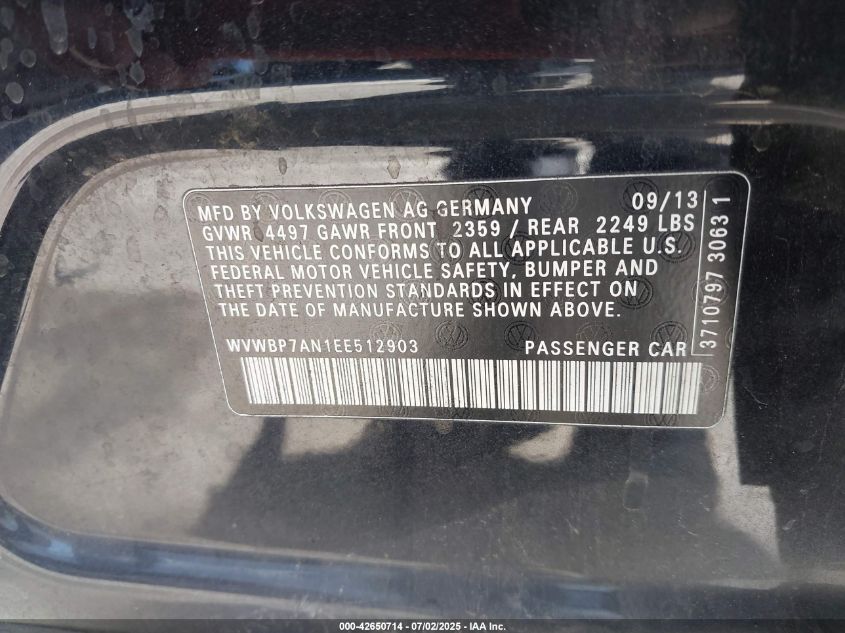 MFD BY VOLKSWAGEN AG GERMANY 09/13
GVWR 4497 GAWR FRONT 2359 / REAR 2249 LBS
THIS VEHICLE CONFORMS TO ALL APPLICABLE U.S.
FEDERAL MOTOR VEHICLE SAFETY, BUMPER AND
THEFT PREVENTION STANDARDS IN EFFECT ON
THE DATE OF MANUFACTURE SHOWN ABOVE.
WVWBP7AN1EE512903 PASSENGER CAR
3710797 30631
000-42650714 - 07/02/2025 - IAA Inc.